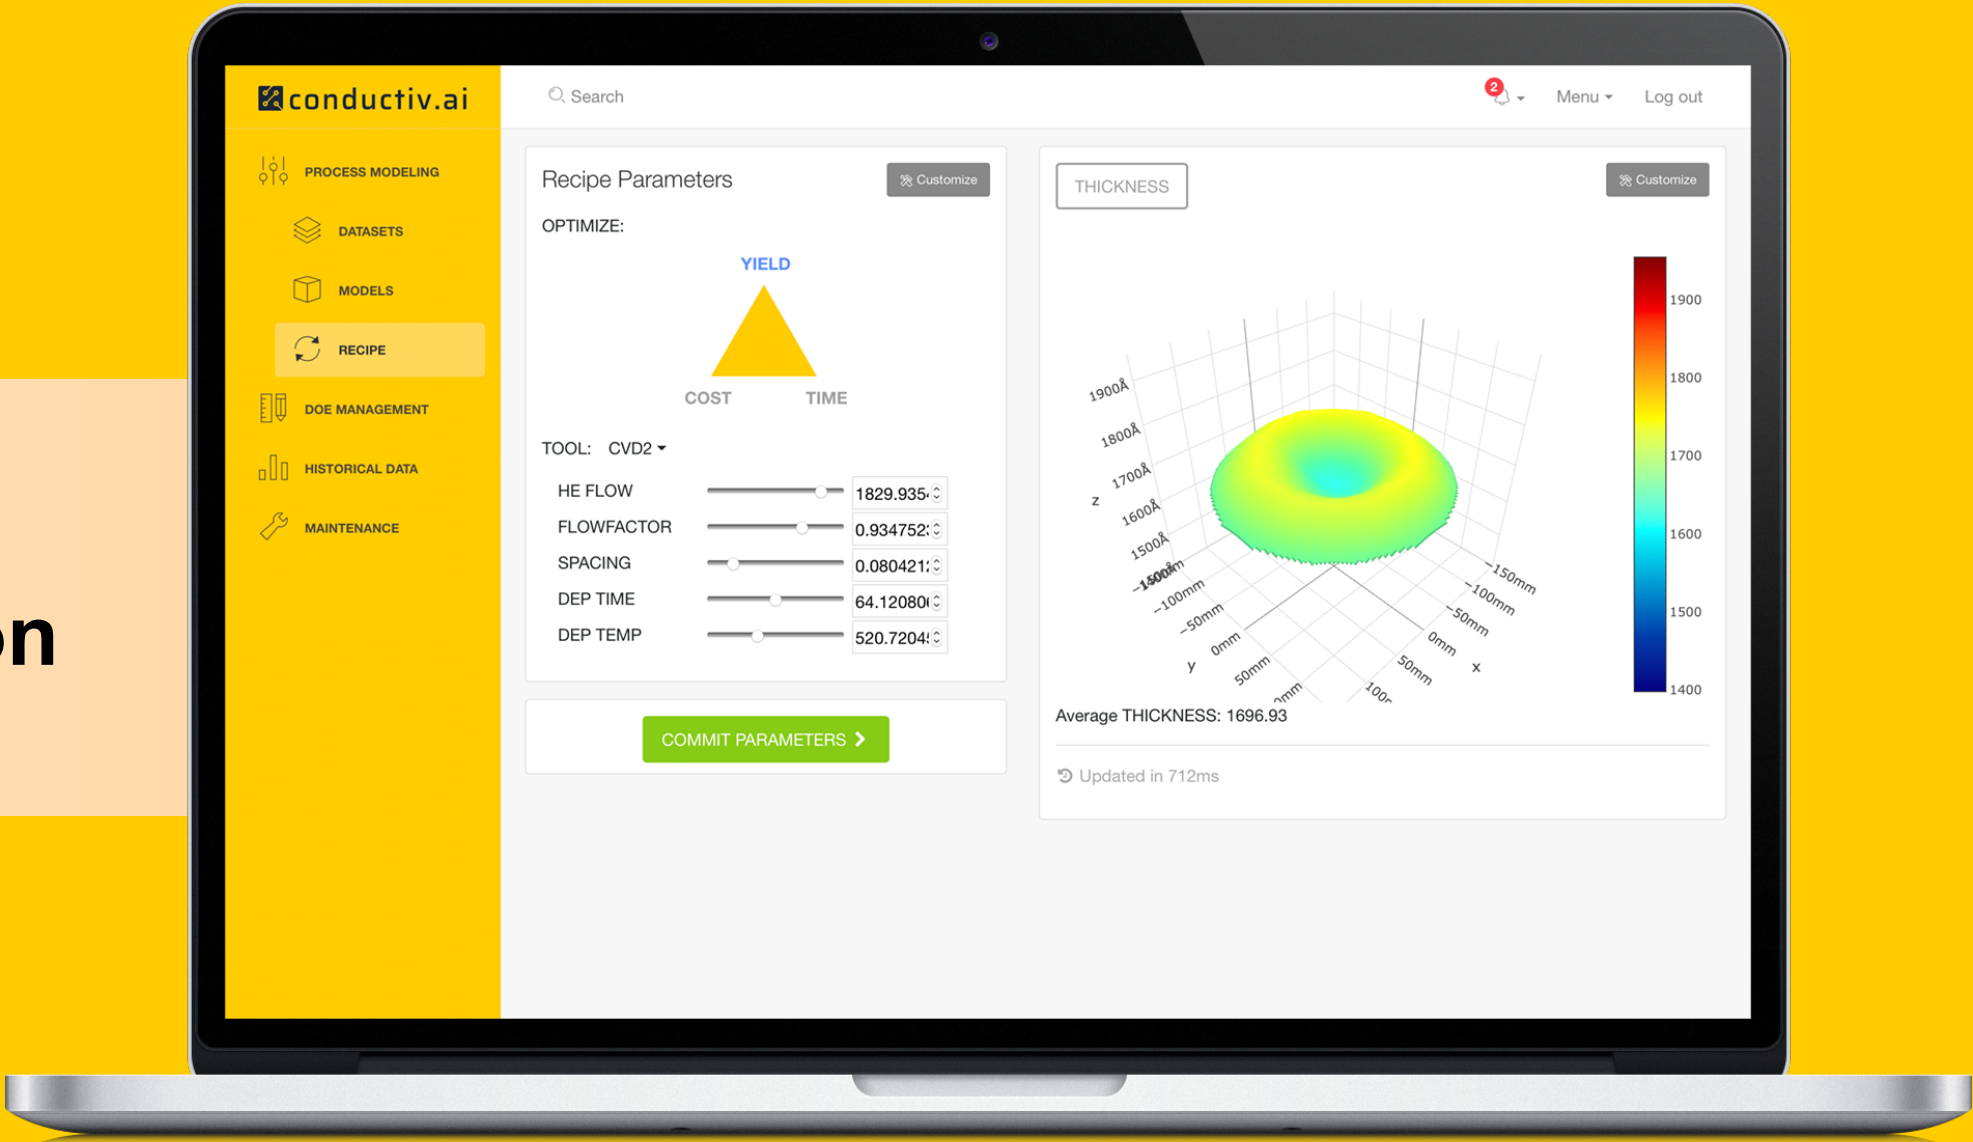 on
conductiv.ai
Search
2
Menu
Log out
PROCESS MODELING
DATASETS
MODELS
RECIPE
DOE MANAGEMENT
HISTORICAL DATA
MAINTENANCE
Recipe Parameters
Customize
OPTIMIZE:
YIELD
COST TIME
TOOL: CVD2
HE FLOW 1829.935
FLOWFACTOR 0.934752
SPACING 0.080421
DEP TIME 64.12080
DEP TEMP 520.7204
COMMIT PARAMETERS
THICKNESS
Customize
1900Å
1800Å
1700Å
1600Å
1500Å
z
−100mm
−50mm
0mm
50mm
y
−150mm
−100mm
−50mm
0mm
50mm
x
1900
1800
1700
1600
1500
1400
Average THICKNESS: 1696.93
Updated in 712ms